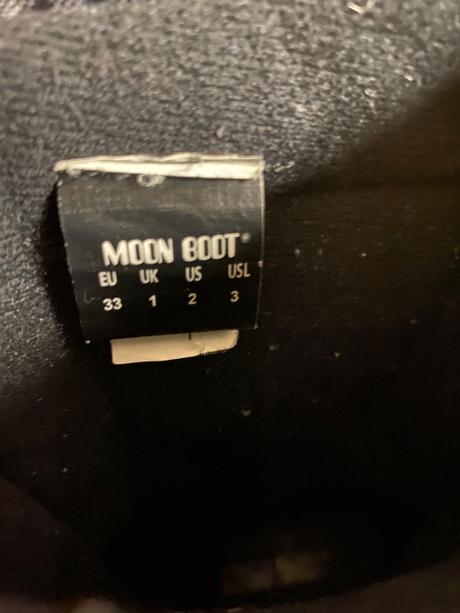 MOON BOOT®
EU UK US USL
33 1 2 3